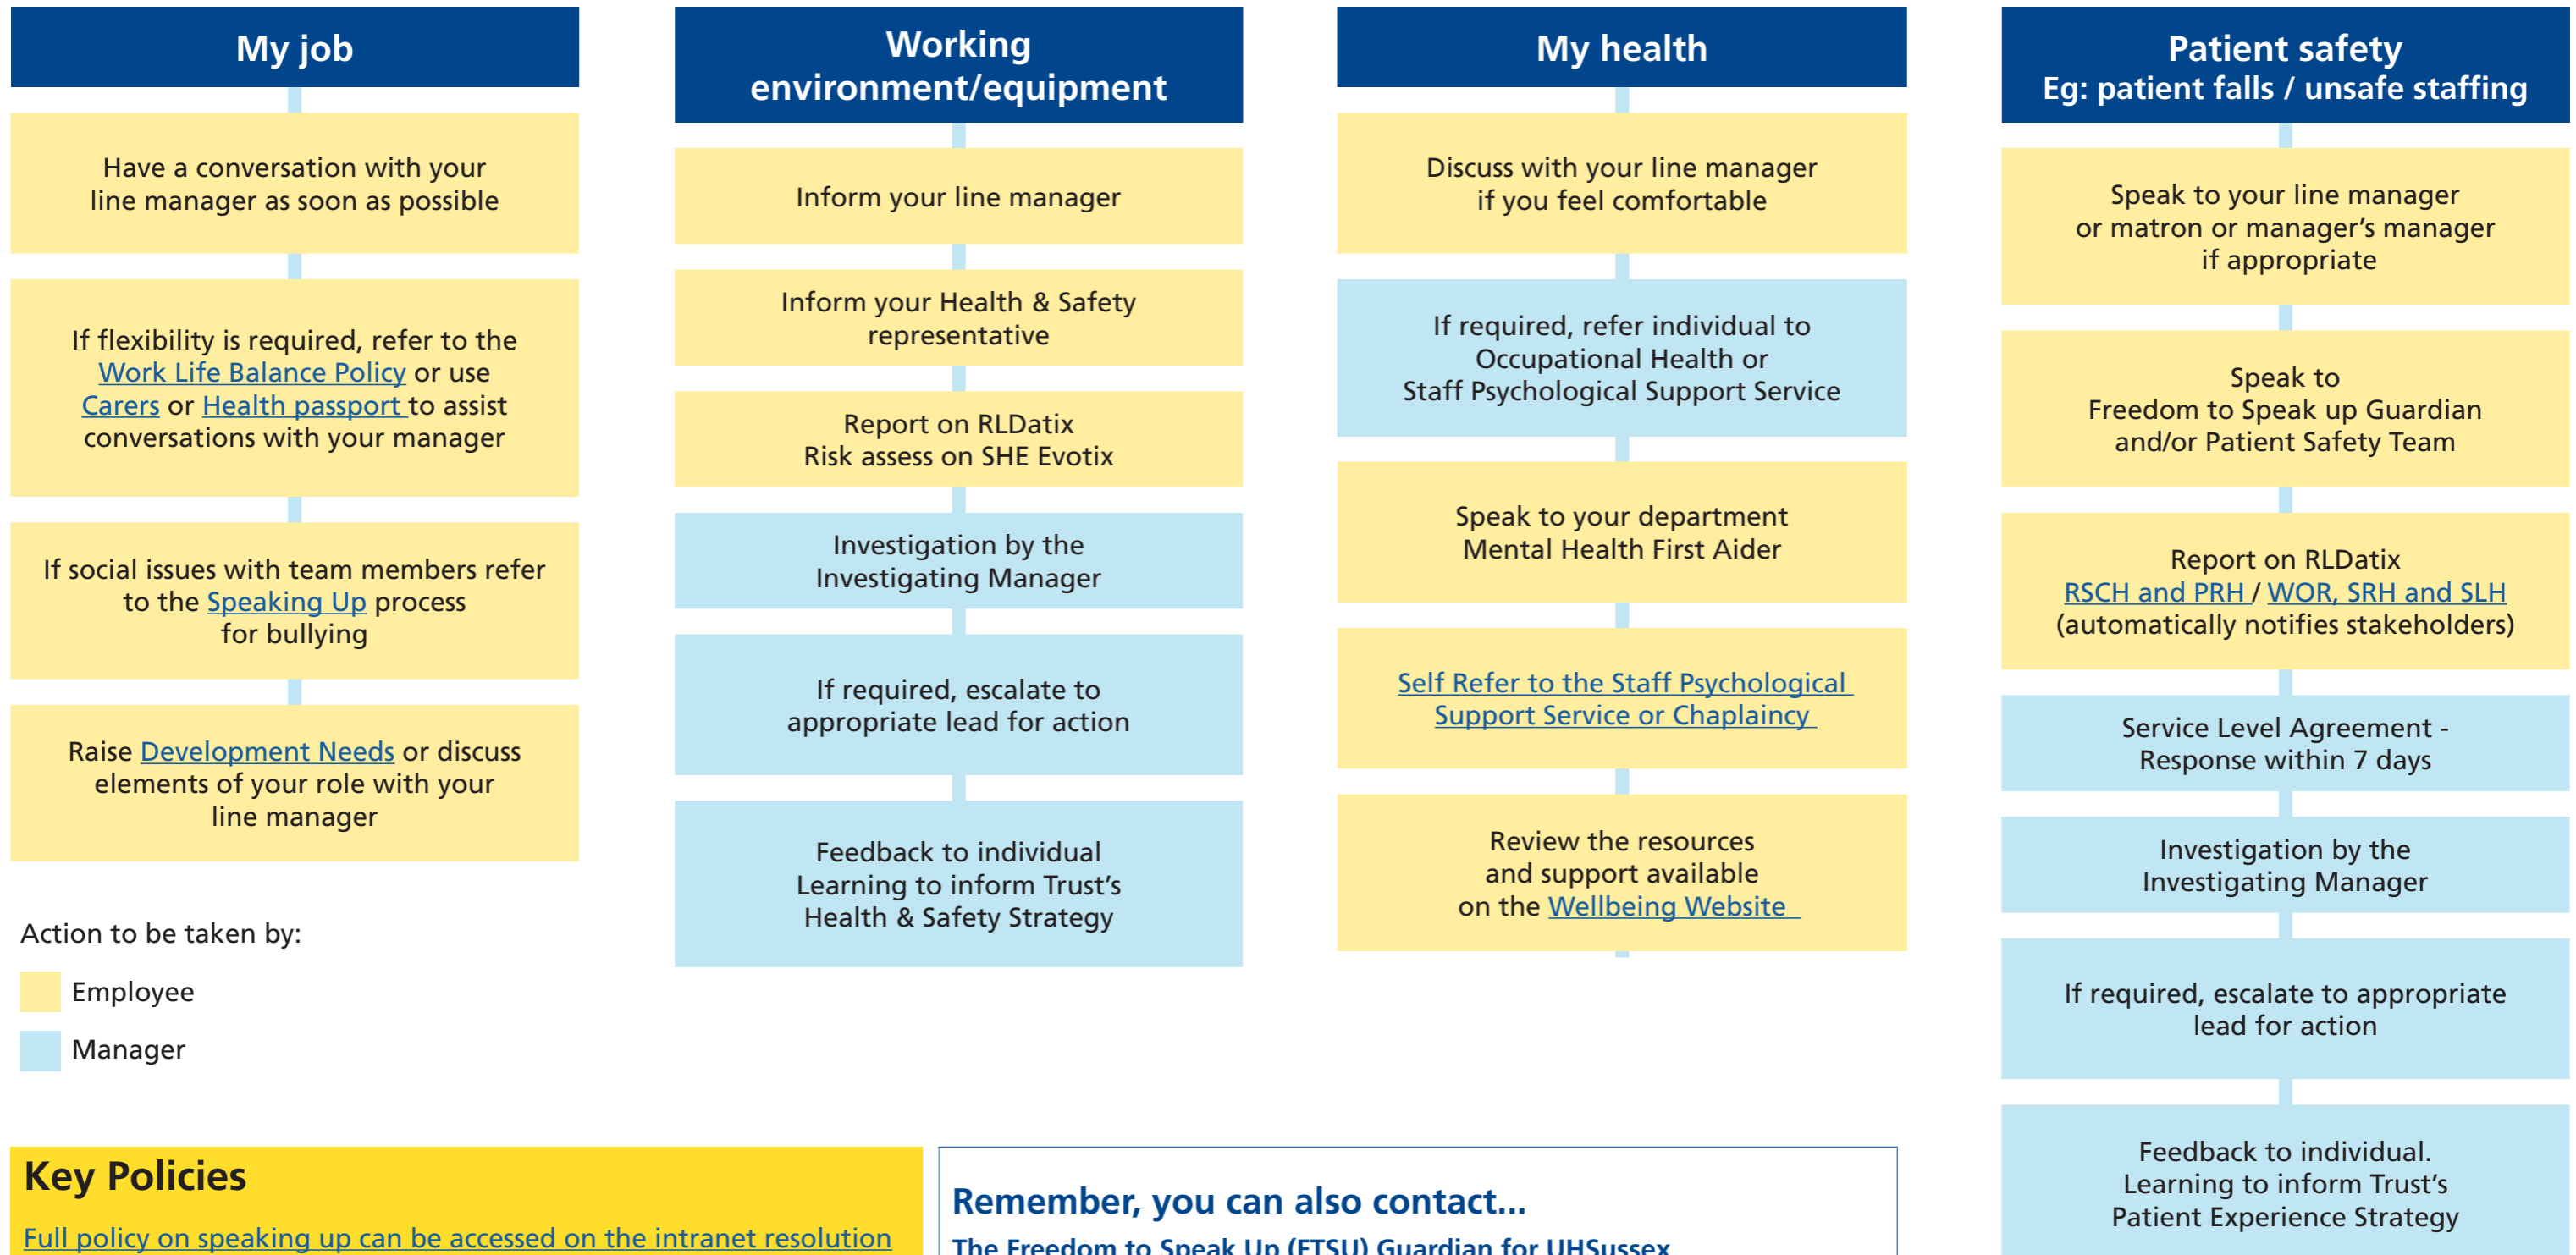 My job
Have a conversation with your
line manager as soon as possible
If flexibility is required, refer to the
Work Life Balance Policy or use
Carers or Health passport to assist
conversations with your manager
If social issues with team members refer
to the Speaking Up process
for bullying
Raise Development Needs or discuss
elements of your role with your
line manager
Action to be taken by:
Employee
Manager
Working
environment/equipment
Inform your line manager
Inform your Health & Safety
representative
Report on RLDatix
Risk assess on SHE Evotix
Investigation by the
Investigating Manager
If required, escalate to
appropriate lead for action
Feedback to individual
Learning to inform Trust's
Health & Safety Strategy
My health
Discuss with your line manager
if you feel comfortable
If required, refer individual to
Occupational Health or
Staff Psychological Support Service
Speak to your department
Mental Health First Aider
Self Refer to the Staff Psychological
Support Service or Chaplaincy
Review the resources
and support available
on the Wellbeing Website
Patient safety
Eg: patient falls / unsafe staffing
Speak to your line manager
or matron or manager's manager
if appropriate
Speak to
Freedom to Speak up Guardian
and/or Patient Safety Team
Report on RLDatix
RSCH and PRH / WOR, SRH and SLH
(automatically notifies stakeholders)
Service Level Agreement -
Response within 7 days
Investigation by the
Investigating Manager
If required, escalate to appropriate
lead for action
Feedback to individual.
Learning to inform Trust's
Patient Experience Strategy
Key Policies
Full policy on speaking up can be accessed on the intranet resolution
Remember, you can also contact...
The Freedom to Speak Up (FTSU) Guardian for UHSussex